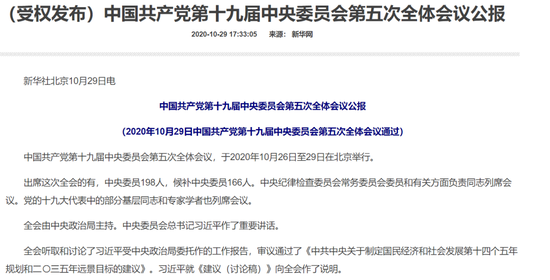 （受权发布）中国共产党第十九届中央委员会第五次全体会议公报
2020-10-29 17:33:05 来源： 新华网
新华社北京10月29日电
中国共产党第十九届中央委员会第五次全体会议公报
（2020年10月29日中国共产党第十九届中央委员会第五次全体会议通过）
中国共产党第十九届中央委员会第五次全体会议，于2020年10月26日至29日在北京举行。
出席这次全会的有，中央委员198人，候补中央委员166人。中央纪律检查委员会常务委员会委员和有关方面负责同志列席会
议。党的十九大代表中的部分基层同志和专家学者也列席会议。
全会由中央政治局主持。中央委员会总书记习近平作了重要讲话。
全会听取和讨论了习近平受中央政治局委托作的工作报告，审议通过了《中共中央关于制定国民经济和社会发展第十四个五年
规划和二〇三五年远景目标的建议》。习近平就《建议（讨论稿）》向全会作了说明。